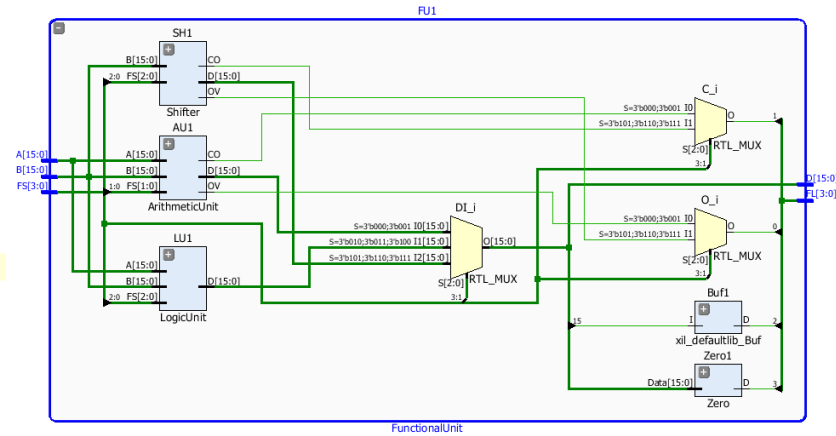 FU1
SH1
B[15:0] CO
2:0 FS[2:0] D[15:0]
OV
Shifter
AU1
A[15:0] A[15:0] CO
B[15:0] B[15:0] D[15:0]
FS[3:0] 1:0 FS[1:0] OV
ArithmeticUnit
LU1
A[15:0]
B[15:0] D[15:0]
2:0 FS[2:0]
LogicUnit
DI_i
S=3'b000;3'b001 I0[15:0]
S=3'b010;3'b011;3'b100 I1[15:0] O[15:0]
S=3'b101;3'b110;3'b111 I2[15:0]
S[2:0] RTL_MUX
3:1
C_i
S=3'b000;3'b001 I0 O 1
S=3'b101;3'b110;3'b111 I1
S[2:0] RTL_MUX
3:1
D[15:0]
FL[3:0]
O_i
S=3'b000;3'b001 I0 O 0
S=3'b101;3'b110;3'b111 I1
S[2:0] RTL_MUX
3:1
Buf1
15 I D 2
xil_defaultlib_Buf
Zero1
Data[15:0] D 3
Zero
FunctionalUnit